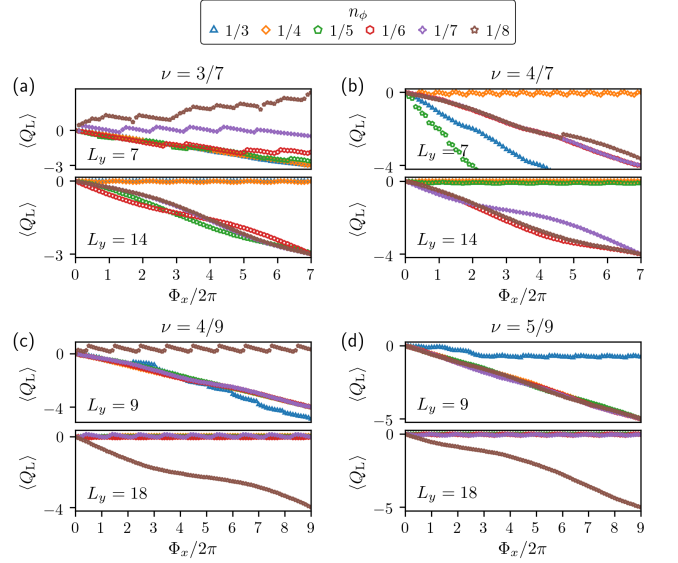 n_ϕ
1/3 1/4 1/5 1/6 1/7 1/8
(a) ν = 3/7
⟨Q_L⟩
0
−3
L_y = 7
⟨Q_L⟩
0
−3
L_y = 14
0 1 2 3 4 5 6 7
Φ_x/2π
(b) ν = 4/7
⟨Q_L⟩
0
−4
L_y = 7
⟨Q_L⟩
0
−4
L_y = 14
0 1 2 3 4 5 6 7
Φ_x/2π
(c) ν = 4/9
⟨Q_L⟩
0
−4
L_y = 9
⟨Q_L⟩
0
−4
L_y = 18
0 1 2 3 4 5 6 7 8 9
Φ_x/2π
(d) ν = 5/9
⟨Q_L⟩
0
−5
L_y = 9
⟨Q_L⟩
0
−5
L_y = 18
0 1 2 3 4 5 6 7 8 9
Φ_x/2π